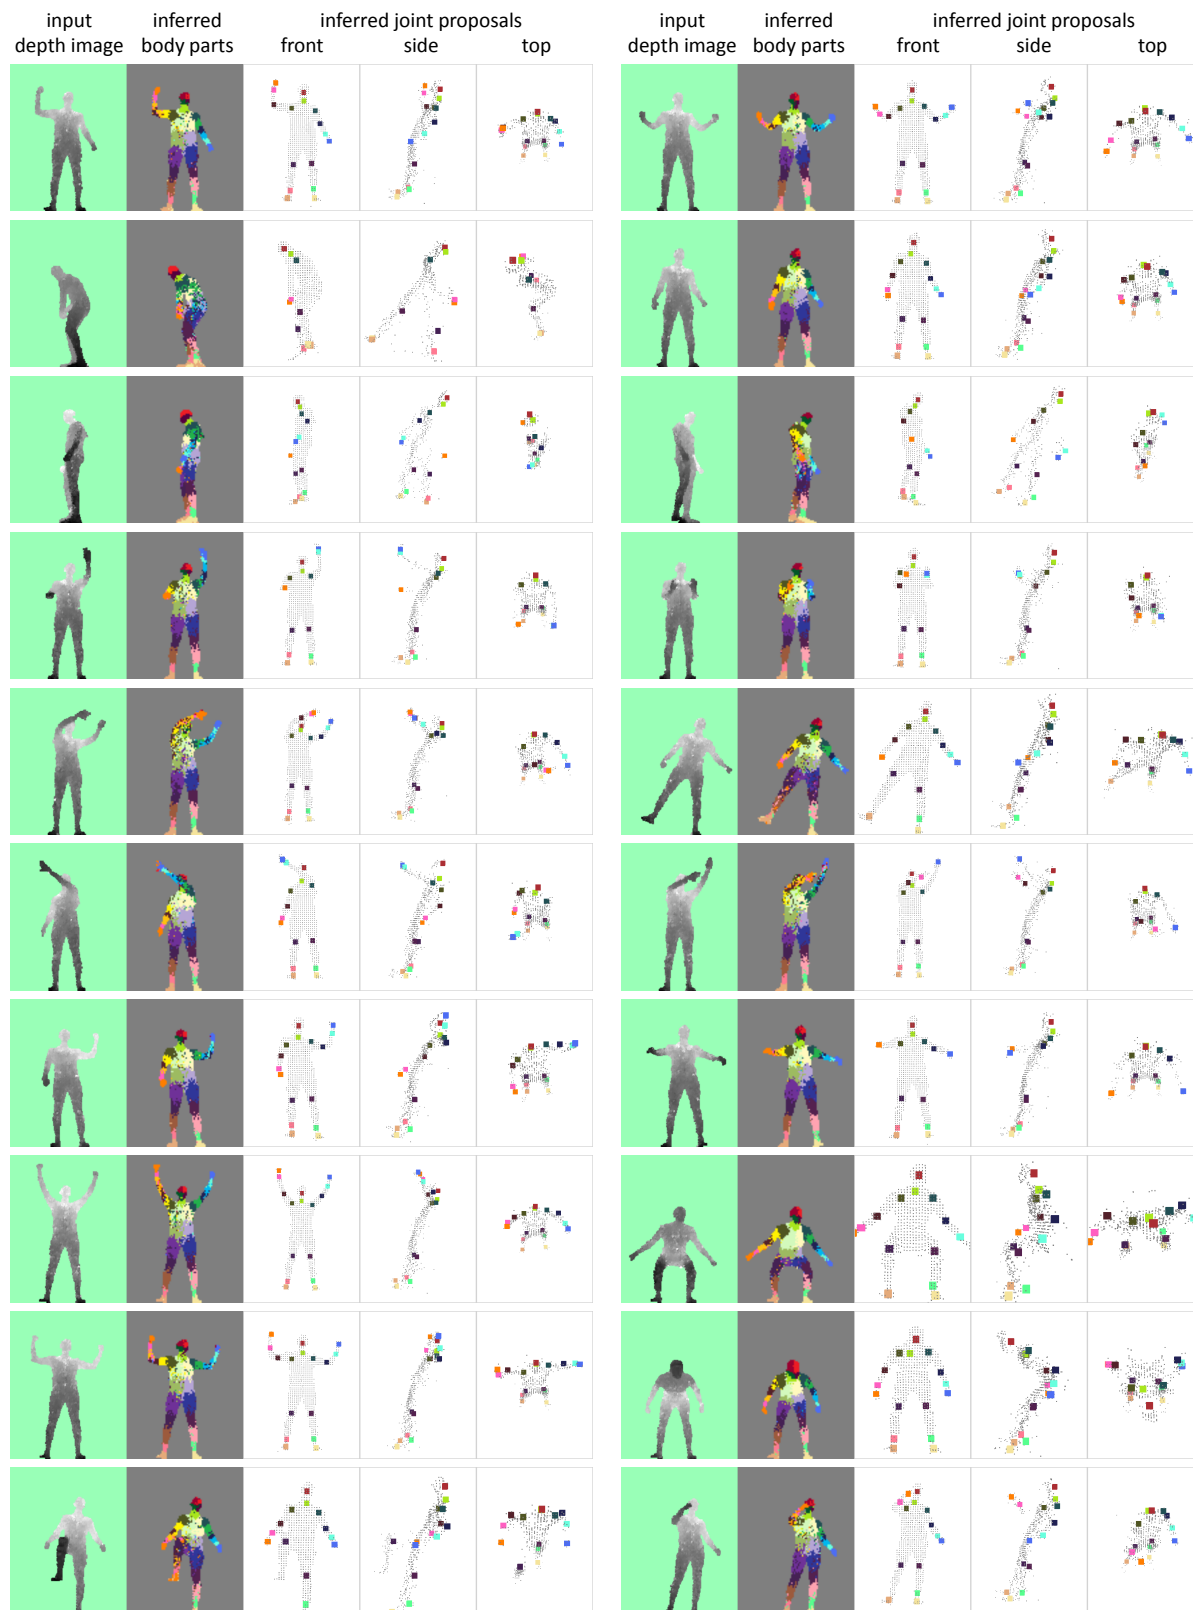 input inferred inferred joint proposals
depth image body parts front side top
input inferred inferred joint proposals
depth image body parts front side top